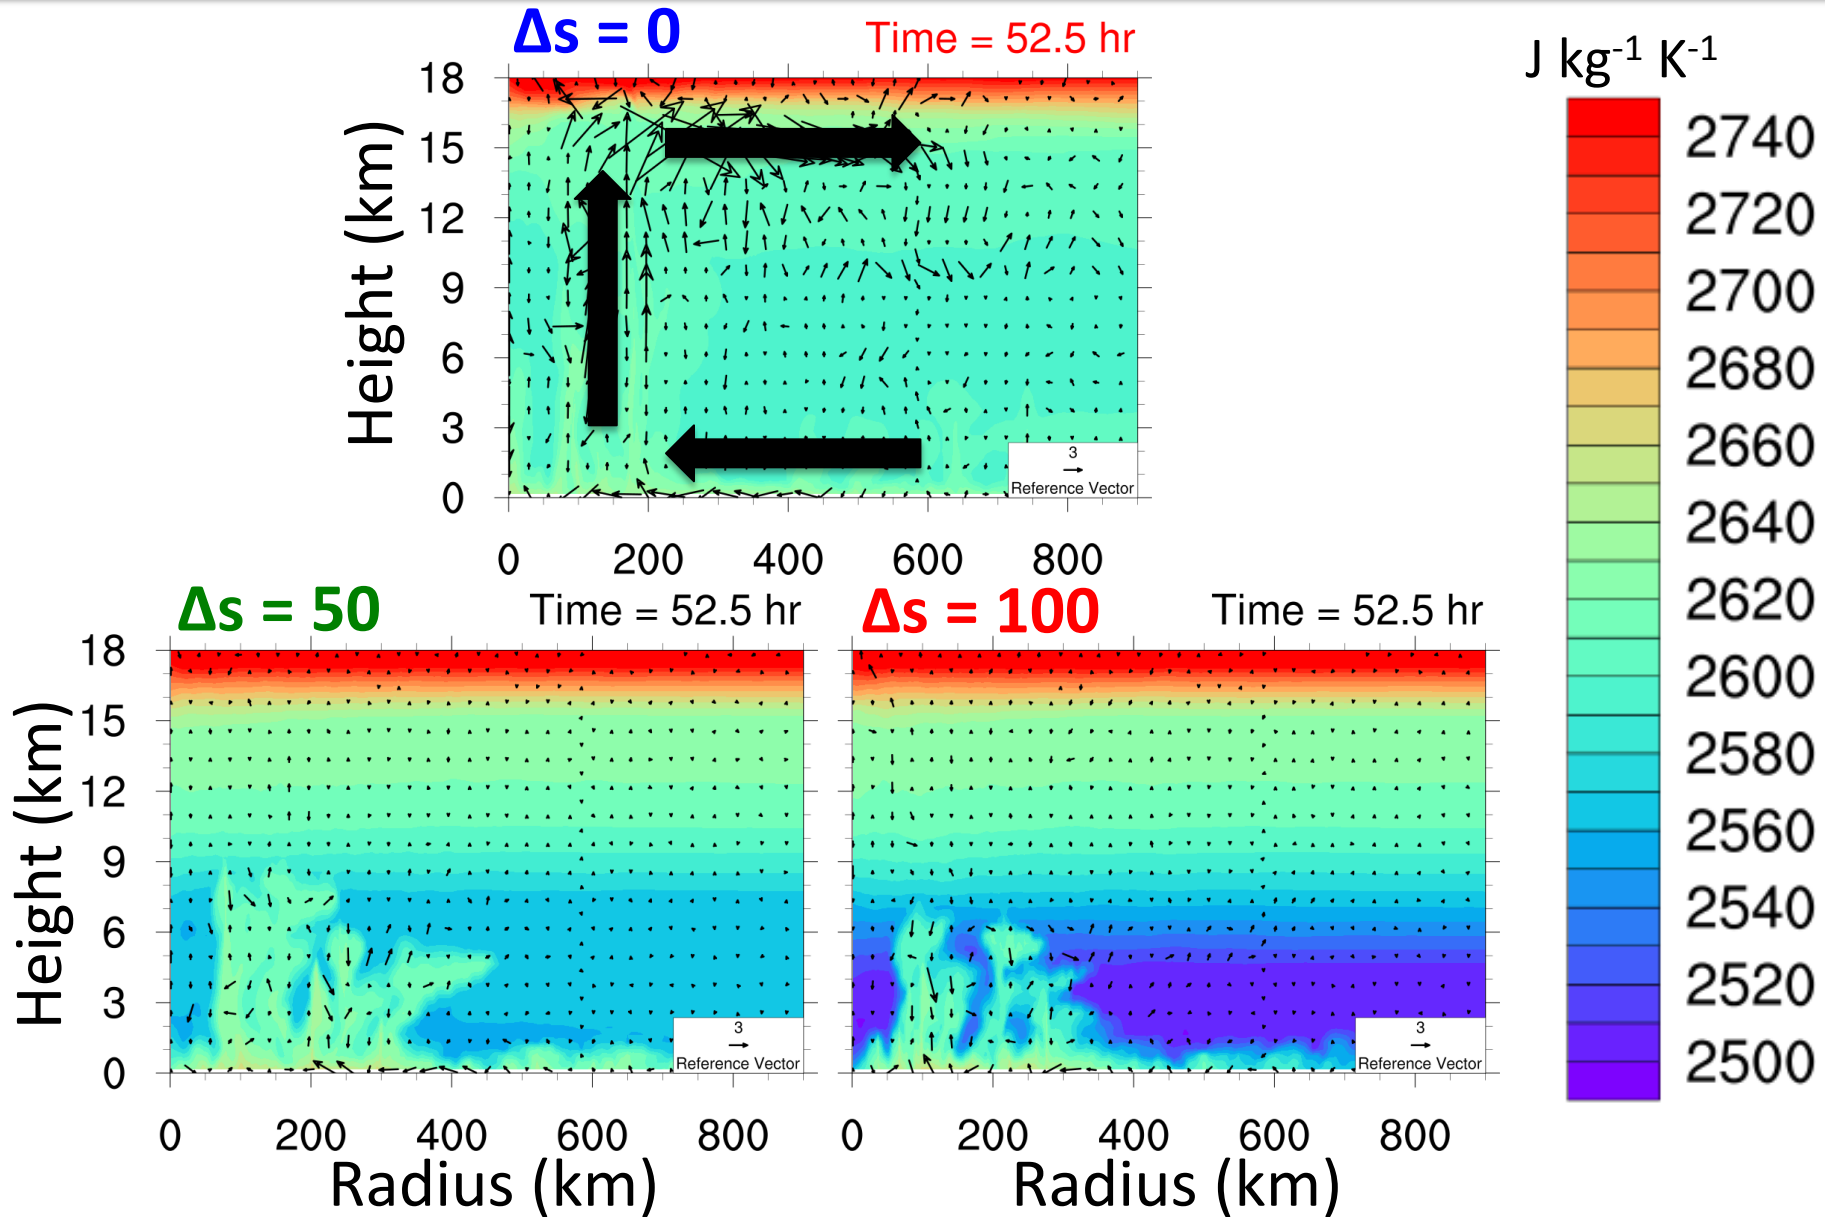 Δs = 0
Time = 52.5 hr
J kg-1 K-1
Height (km)
18
15
12
9
6
3
0
3
Reference Vector
0 200 400 600 800
2740
2720
2700
2680
2660
2640
2620
2600
2580
2560
2540
2520
2500
Δs = 50
Time = 52.5 hr
Height (km)
18
15
12
9
6
3
0
3
Reference Vector
0 200 400 600 800
Radius (km)
Δs = 100
Time = 52.5 hr
3
Reference Vector
0 200 400 600 800
Radius (km)